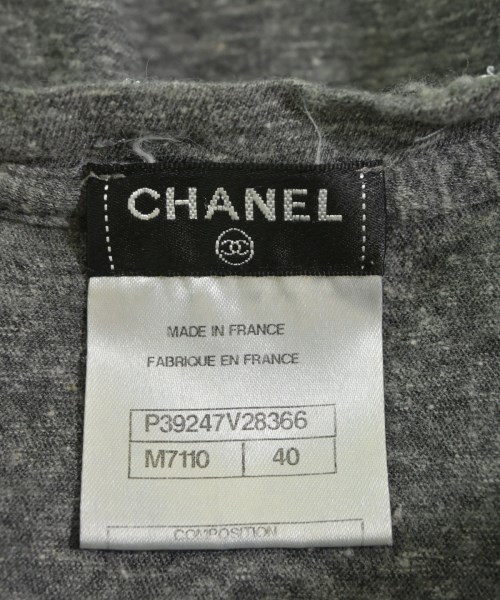 CHANEL
MADE IN FRANCE
FABRIQUE EN FRANCE
P39247V28366
M7110 40
COMPOSITION